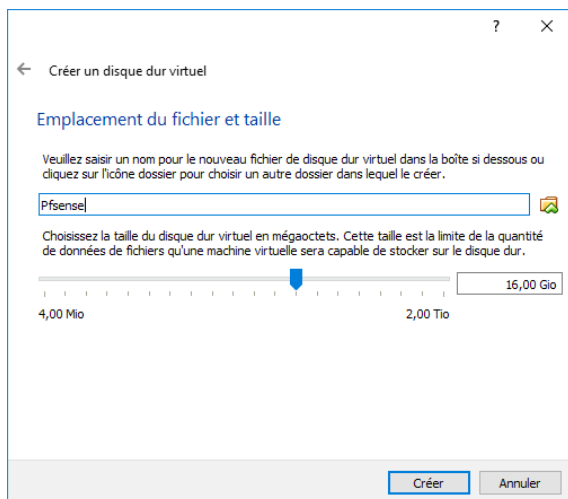 ?
Créer un disque dur virtuel
Emplacement du fichier et taille
Veuillez saisir un nom pour le nouveau fichier de disque dur virtuel dans la boîte si dessous ou
cliquez sur l'icône dossier pour choisir un autre dossier dans lequel le créer.
Pfsense
Choisissez la taille du disque dur virtuel en mégaoctets. Cette taille est la limite de la quantité
de données de fichiers qu'une machine virtuelle sera capable de stocker sur le disque dur.
16,00 Gio
4,00 Mio 2,00 Tio
Créer Annuler